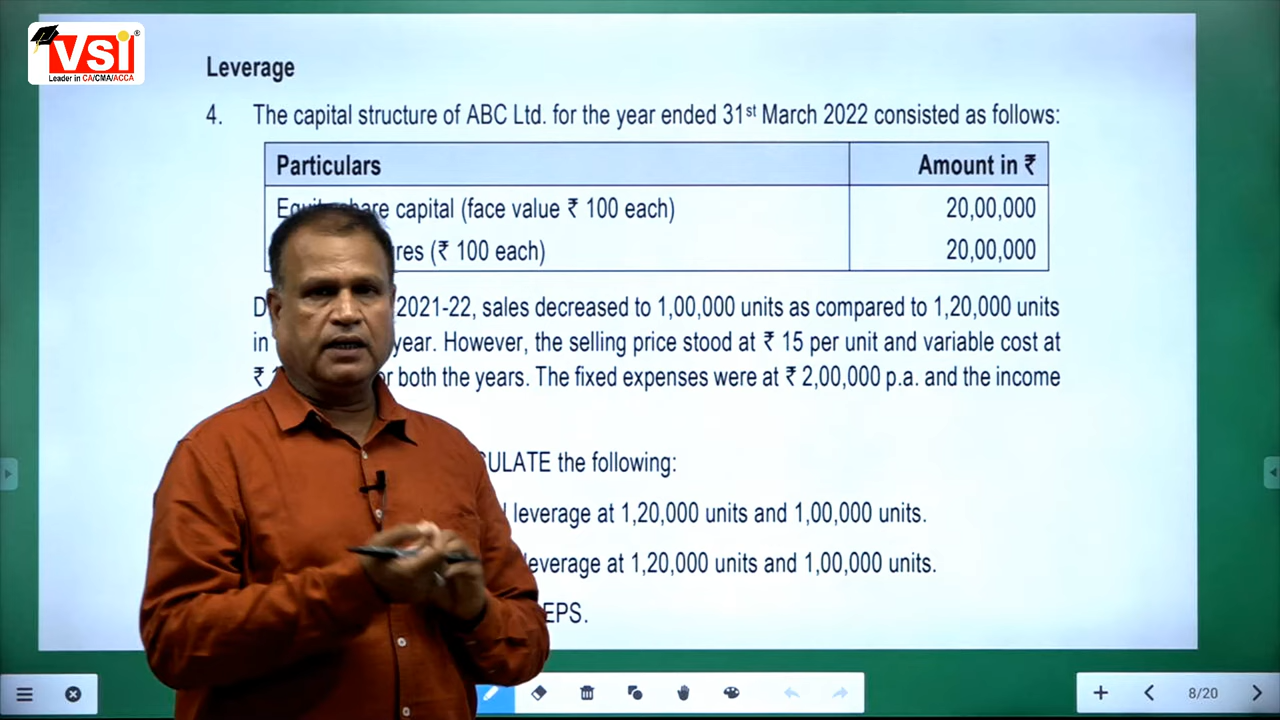 VSI
Leader in CA/CMA/ACCA
Leverage
4. The capital structure of ABC Ltd. for the year ended 31st March 2022 consisted as follows:
Particulars Amount in ₹
share capital (face value ₹ 100 each) 20,00,000
(₹ 100 each) 20,00,000
2021-22, sales decreased to 1,00,000 units as compared to 1,20,000 units
in year. However, the selling price stood at ₹ 15 per unit and variable cost at
₹ both the years. The fixed expenses were at ₹ 2,00,000 p.a. and the income
the following:
leverage at 1,20,000 units and 1,00,000 units.
leverage at 1,20,000 units and 1,00,000 units.
EPS.
8/20